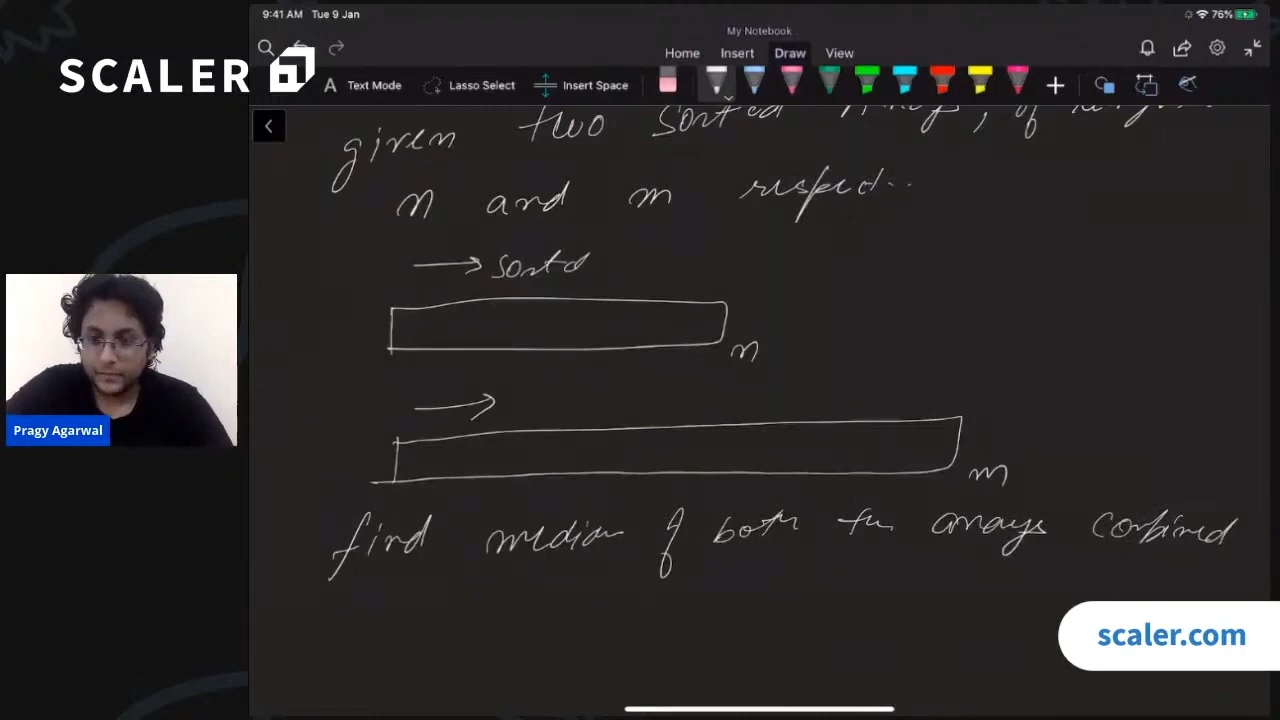 9:41 AM Tue 9 Jan
76%
My Notebook
Home Insert Draw View
SCALER
A Text Mode Lasso Select Insert Space
given two sorted
n and m respect..
→ sorted
n
→
m
find median of both the arrays combined
Pragy Agarwal
scaler.com